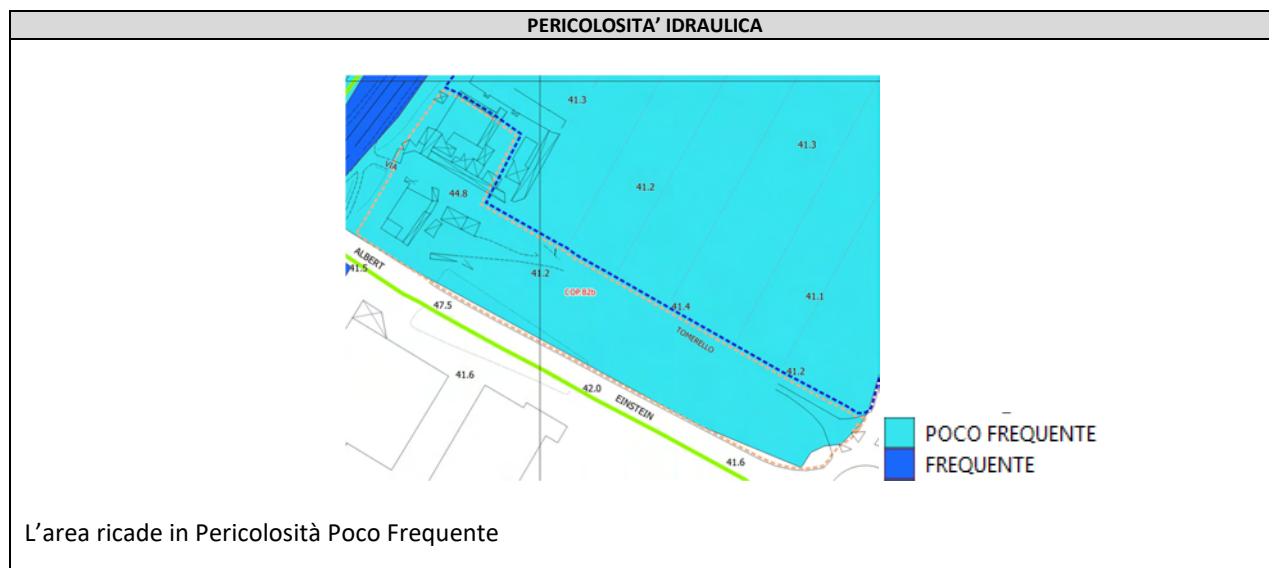 PERICOLOSITA’ IDRAULICA
41.3
41.3
VIA
44.8
41.2
ALBERT
41.5
41.2
COP.82b
41.1
47.5
41.4
TOMERELLO
41.6
42.0
41.2
EINSTEIN
41.6
POCO FREQUENTE
FREQUENTE
L’area ricade in Pericolosità Poco Frequente